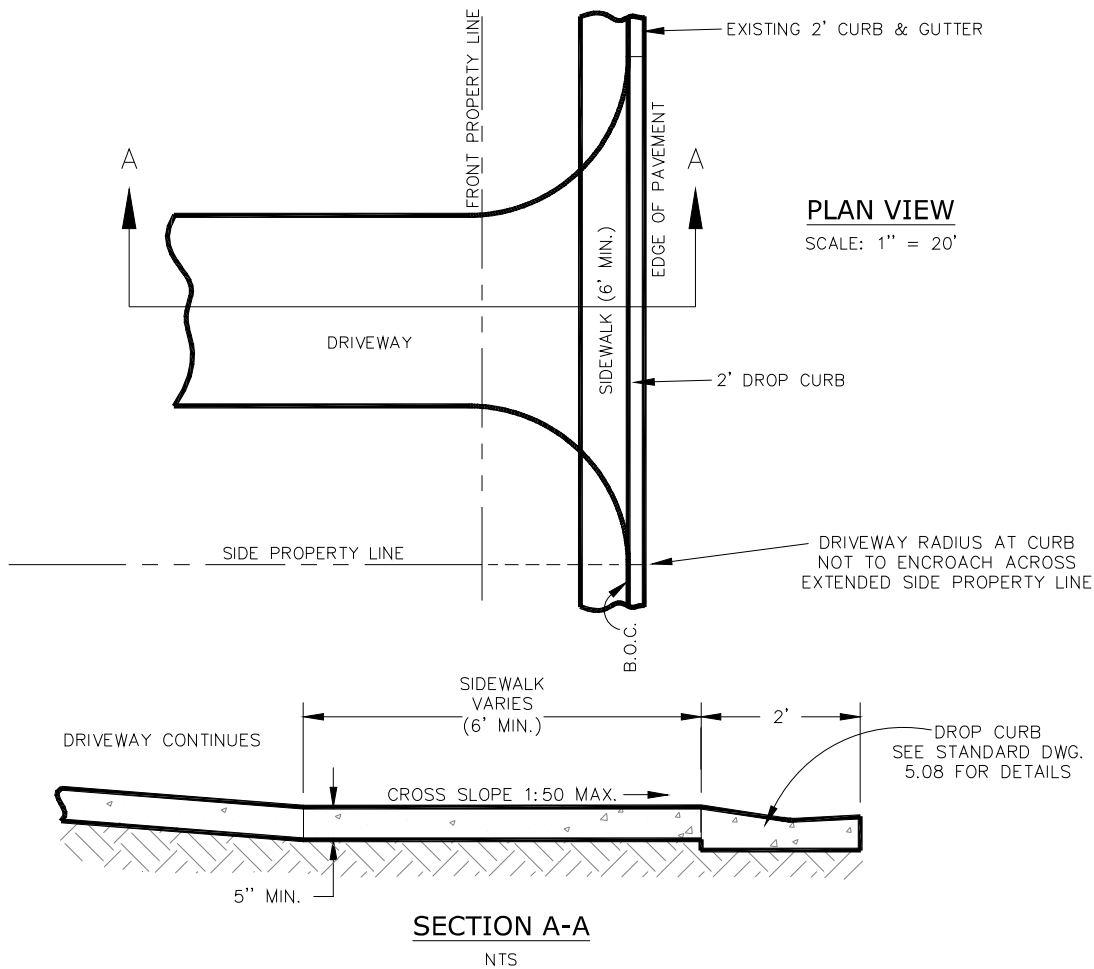 EXISTING 2' CURB & GUTTER
FRONT PROPERTY LINE
EDGE OF PAVEMENT
A
A
PLAN VIEW
SCALE: 1" = 20'
SIDEWALK (6' MIN.)
DRIVEWAY
2' DROP CURB
SIDE PROPERTY LINE
DRIVEWAY RADIUS AT CURB
NOT TO ENCROACH ACROSS
EXTENDED SIDE PROPERTY LINE
B.O.C.
SIDEWALK
VARIES
(6' MIN.)
2'
DRIVEWAY CONTINUES
DROP CURB
SEE STANDARD DWG.
5.08 FOR DETAILS
CROSS SLOPE 1:50 MAX.
5" MIN.
SECTION A-A
NTS